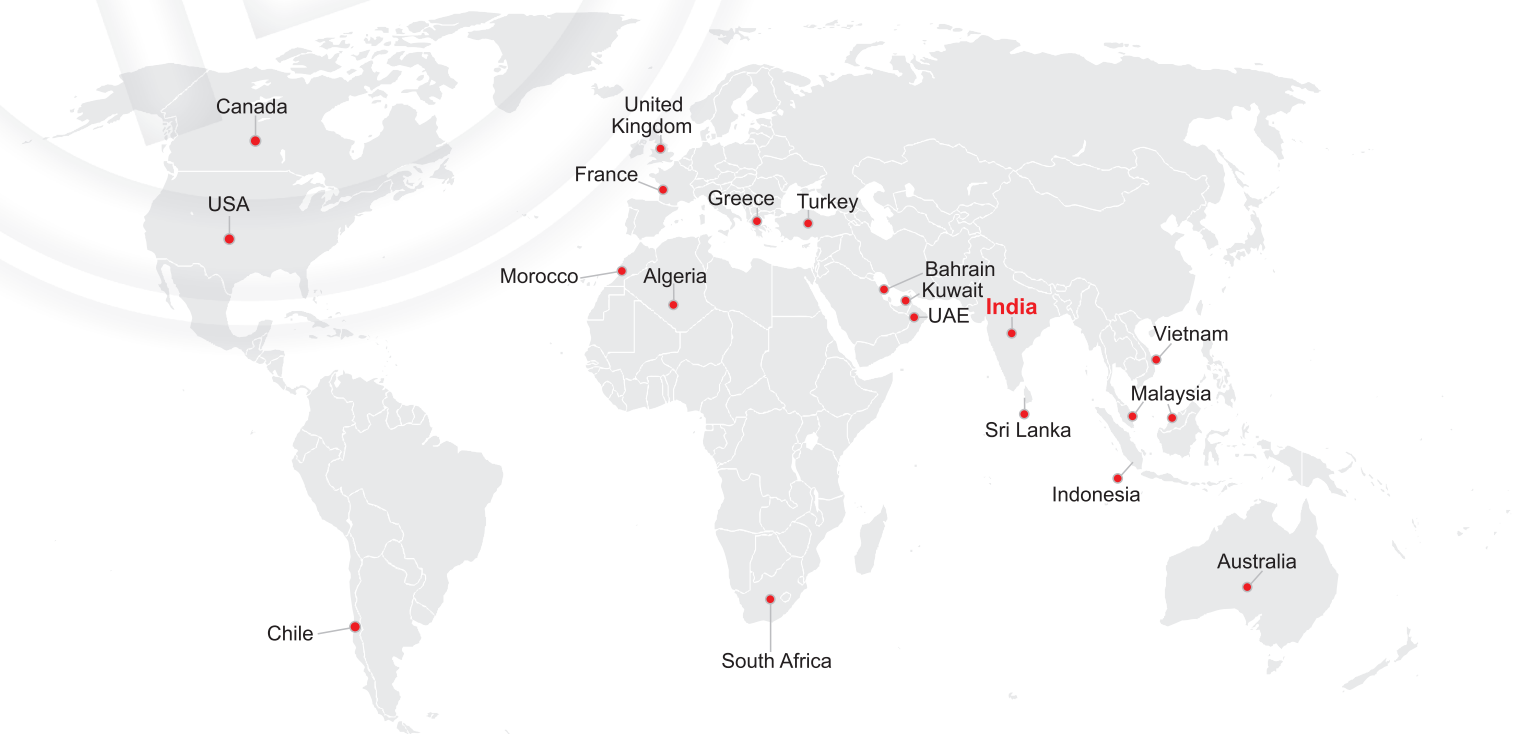 Canada
United
Kingdom
France
Greece
Turkey
USA
Morocco
Algeria
Bahrain
Kuwait
India
UAE
Vietnam
Malaysia
Sri Lanka
Indonesia
Australia
Chile
South Africa